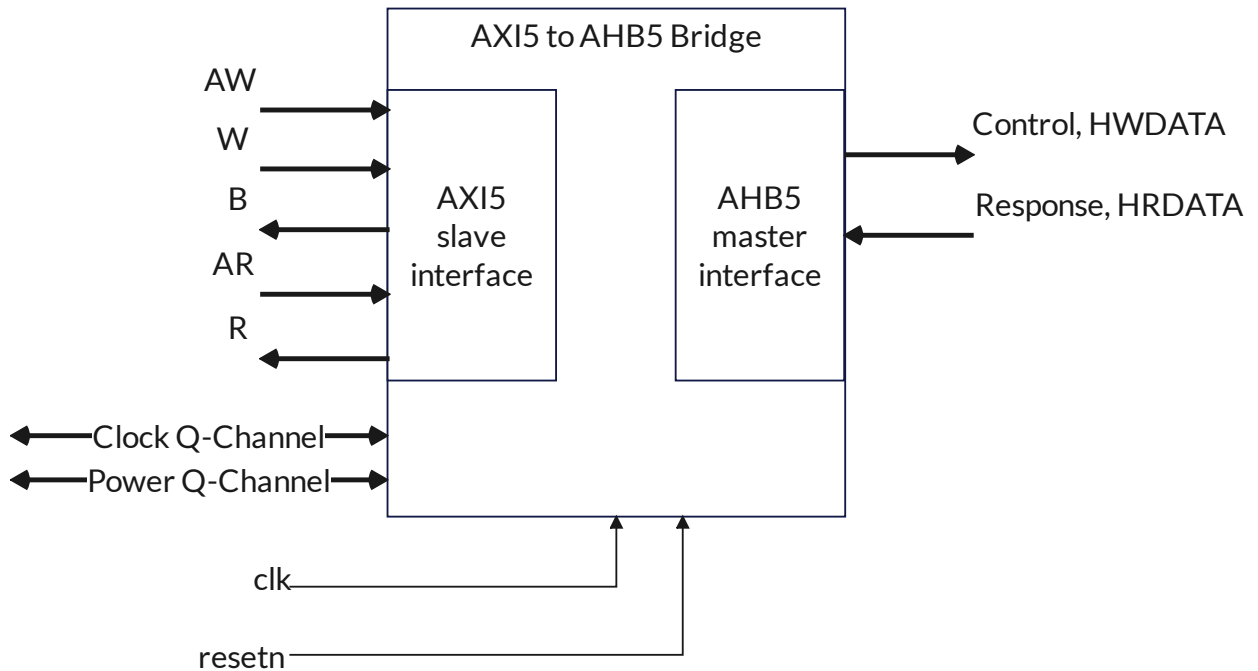 AXI5 to AHB5 Bridge
AW
W
B
AR
R
AXI5
slave
interface
AHB5
master
interface
Control, HWDATA
Response, HRDATA
Clock Q-Channel
Power Q-Channel
clk
resetn